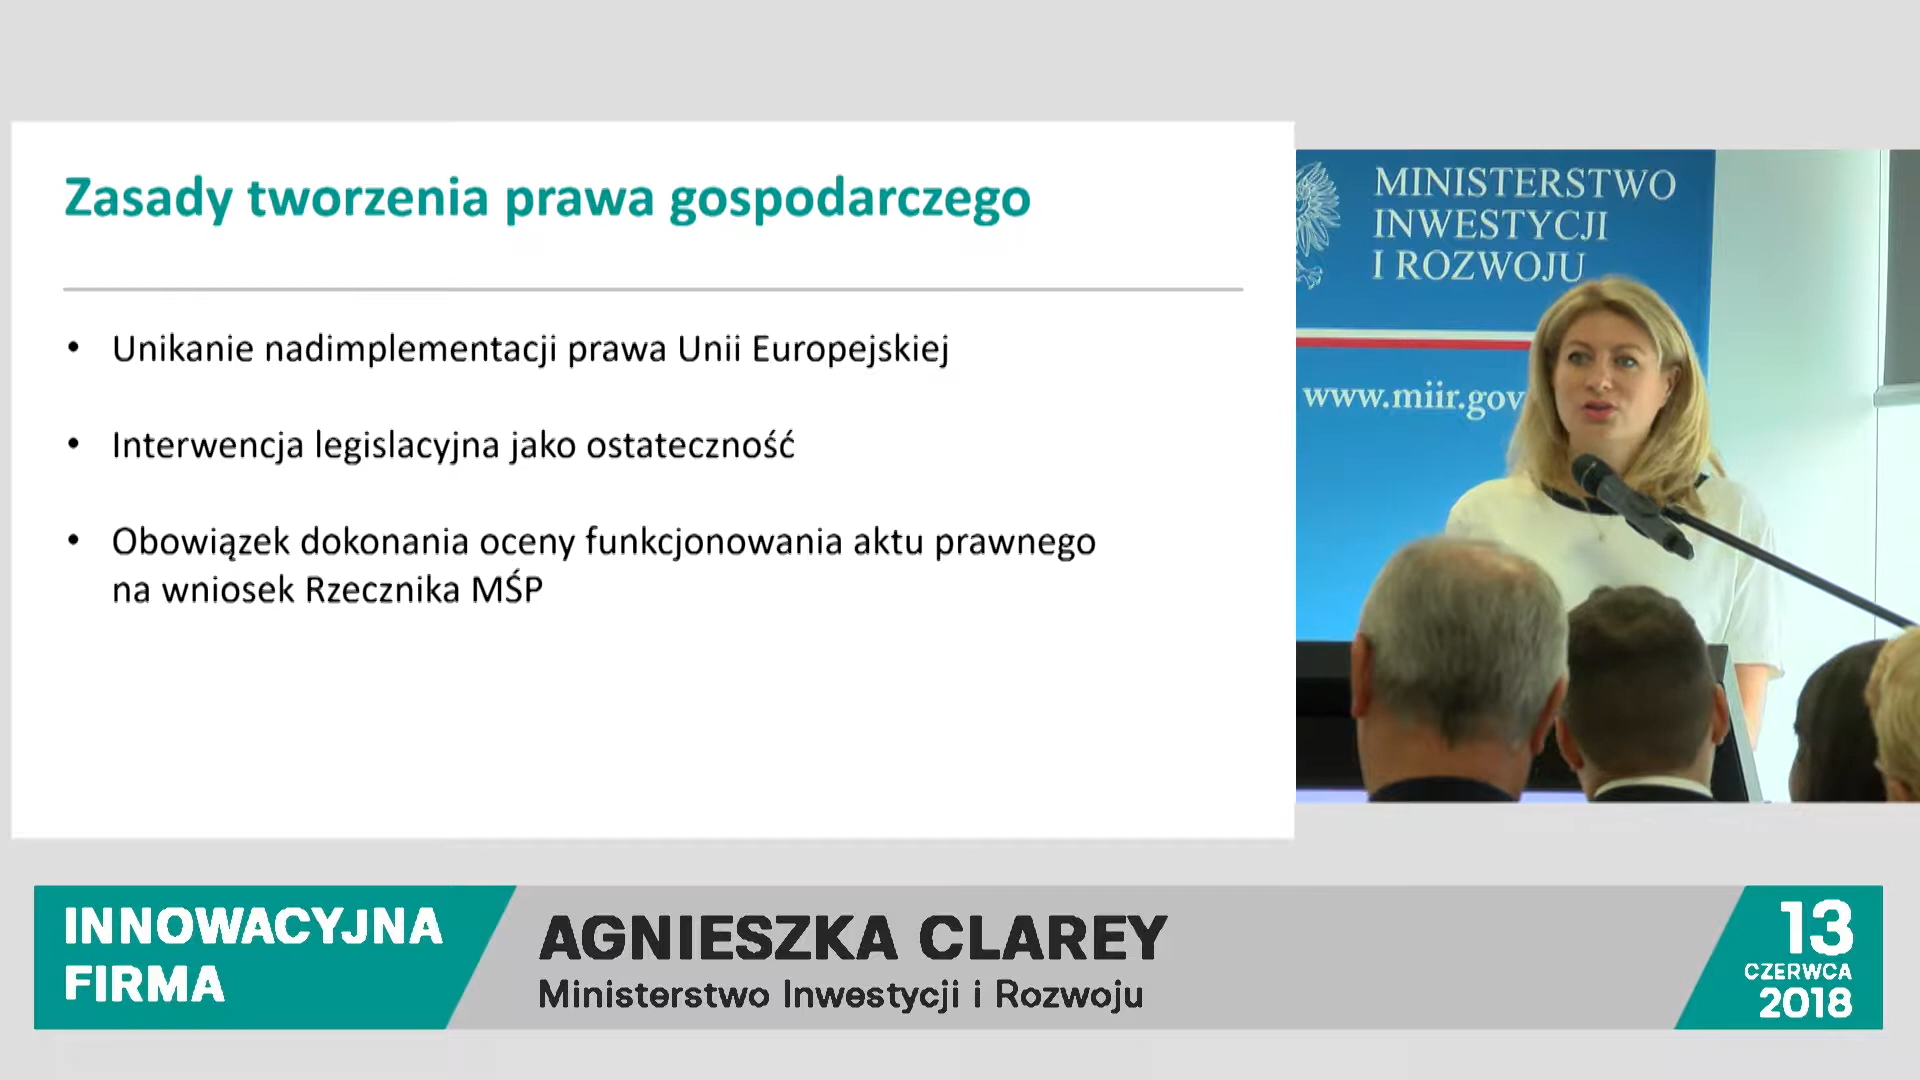 Zasady tworzenia prawa gospodarczego
• Unikanie nadimplementacji prawa Unii Europejskiej
• Interwencja legislacyjna jako ostateczność
• Obowiązek dokonania oceny funkcjonowania aktu prawnego
na wniosek Rzecznika MŚP
MINISTERSTWO
INWESTYCJI
I ROZWOJU
www.miir.gov
INNOWACYJNA
FIRMA
AGNIESZKA CLAREY
Ministerstwo Inwestycji i Rozwoju
13
CZERWCA
2018